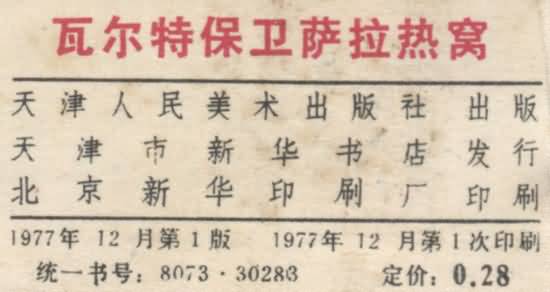 瓦尔特保卫萨拉热窝
天津人民美术出版社出版
天津市新华书店发行
北京新华印刷厂印刷
1977年 12 月第 1 版 1977年 12 月第 1 次印刷
统一书号：8073·30283 定价：0.28